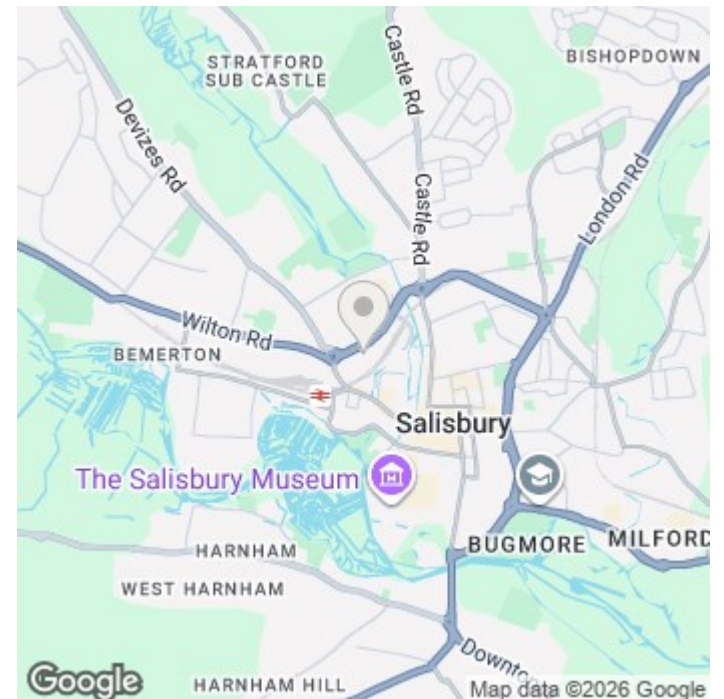 STRATFORD
SUB CASTLE
Castle Rd
BISHOPDOWN
Devizes Rd
Castle Rd
London Rd
Wilton Rd
BEMERTON
Salisbury
The Salisbury Museum
HARNHAM
BUGMORE
MILFORD
WEST HARNHAM
Downton
HARNHAM HILL
Google
Map data ©2026 Google